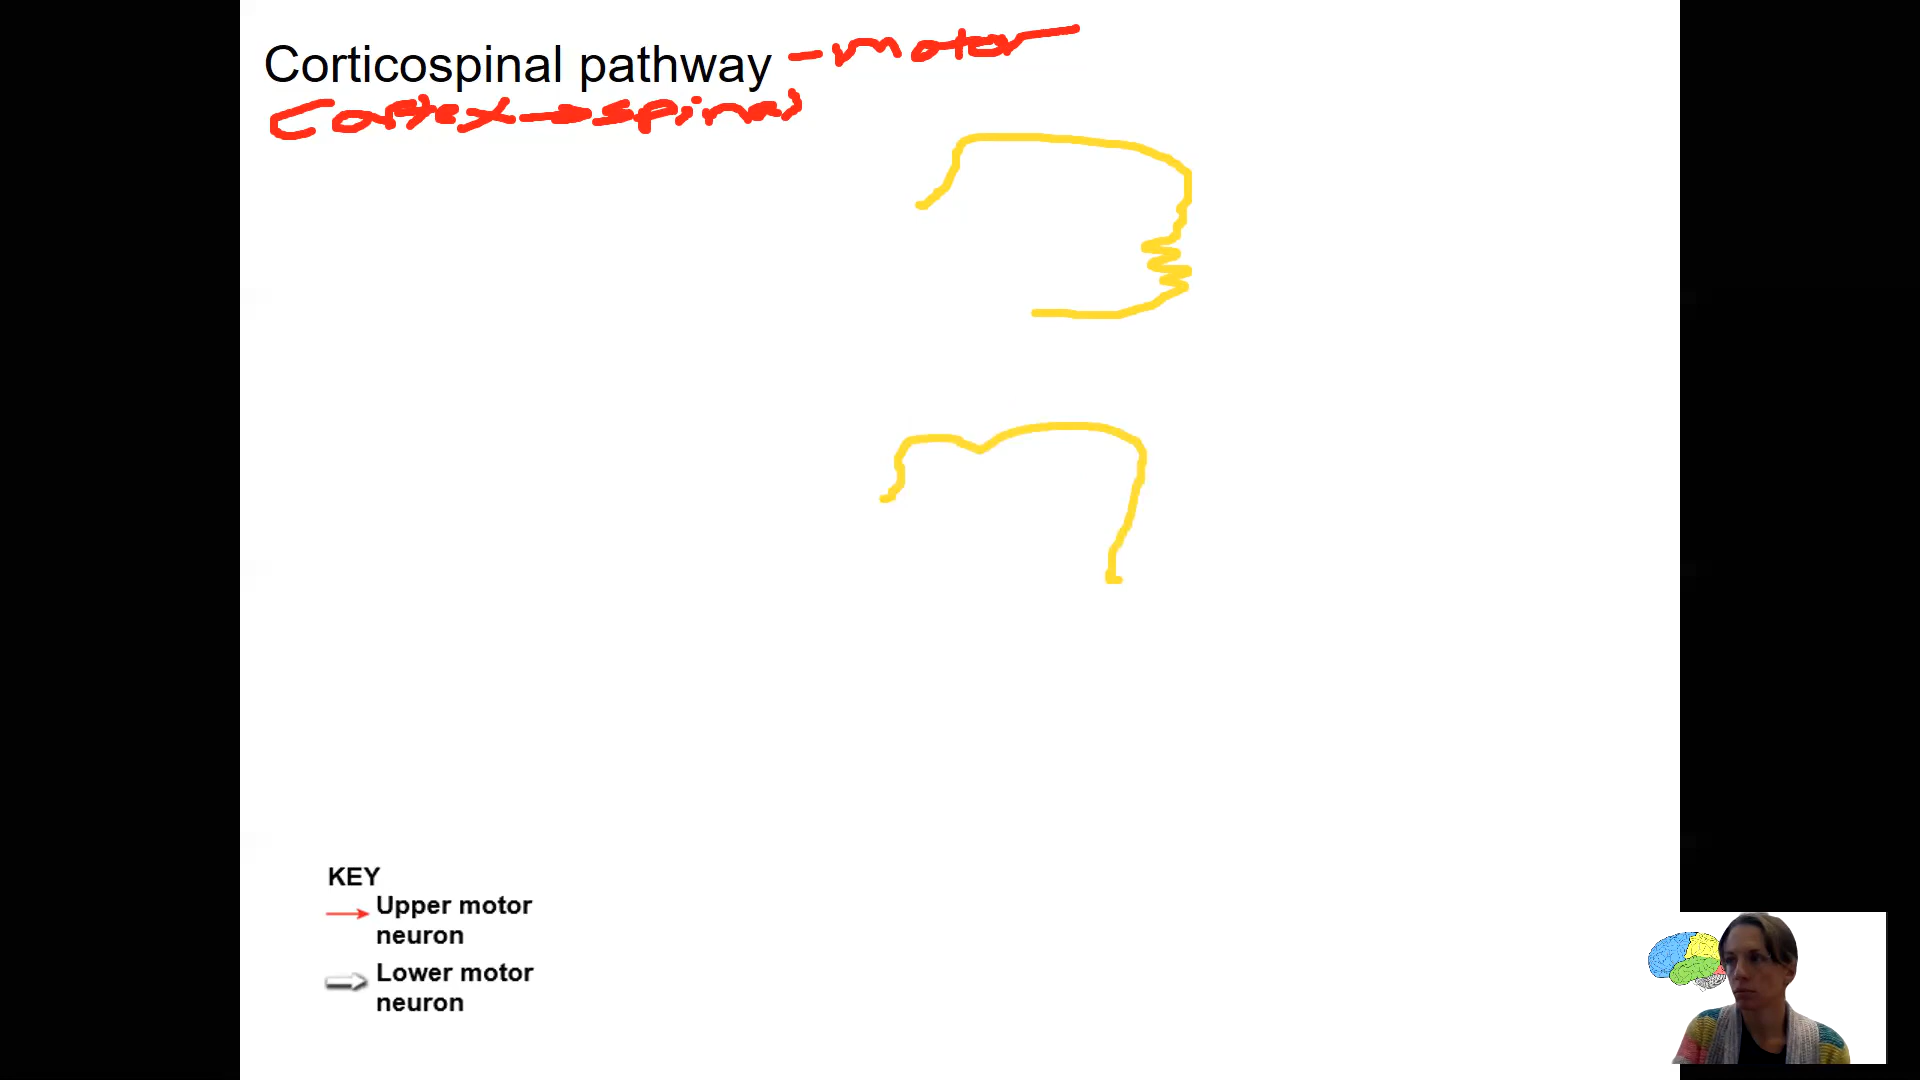 Corticospinal pathway - motor
Cortex → spinal
KEY
Upper motor
neuron
Lower motor
neuron